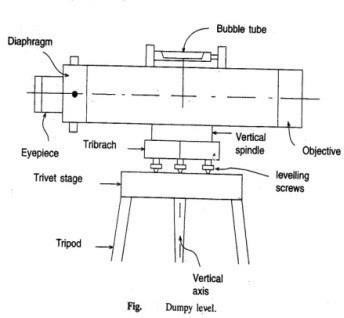 Bubble tube
Diaphragm
Eyepiece
Tribrach
Vertical
spindle
Objective
Trivet stage
levelling
screws
Tripod
Vertical
axis
Fig. Dumpy level.